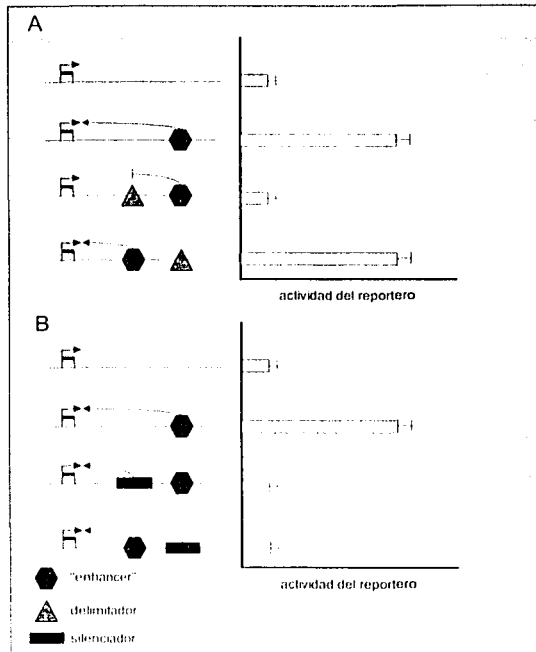 A
actividad del reportero
B
actividad del reportero
"enhancer"
delimitador
silenciador